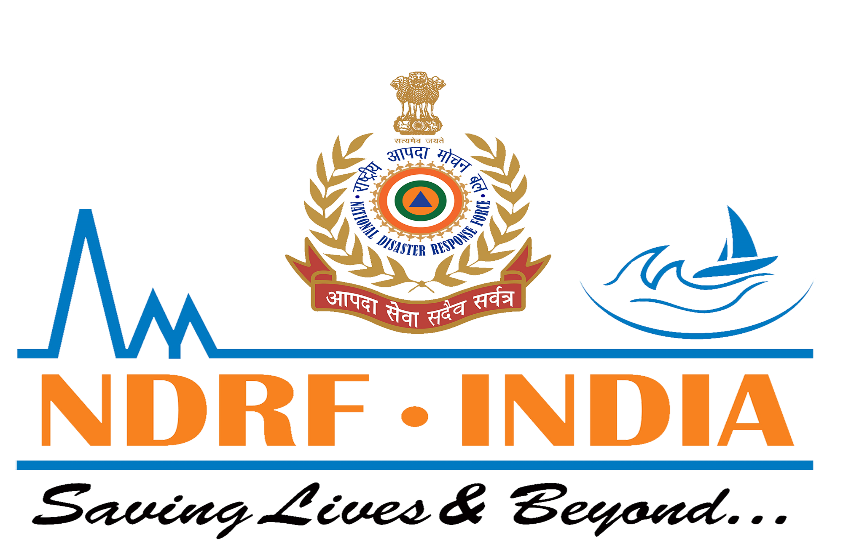 सत्यमेव जयते
राष्ट्रीय आपदा मोचन बल
NATIONAL DISASTER RESPONSE FORCE
आपदा सेवा सदैव सर्वत्र
NDRF • INDIA
Saving Lives & Beyond...